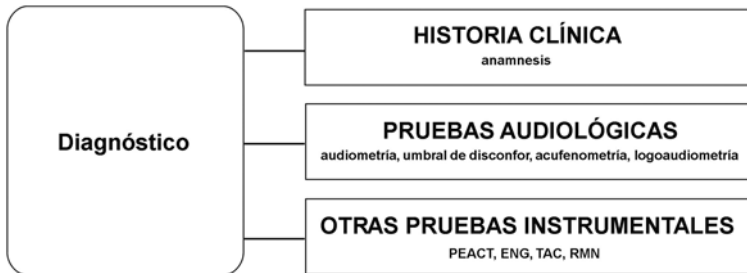 HISTORIA CLÍNICA
anamnesis
Diagnóstico
PRUEBAS AUDIOLÓGICAS
audiometría, umbral de disconfor, acufenometría, logoaudiometría
OTRAS PRUEBAS INSTRUMENTALES
PEACT, ENG, TAC, RMN